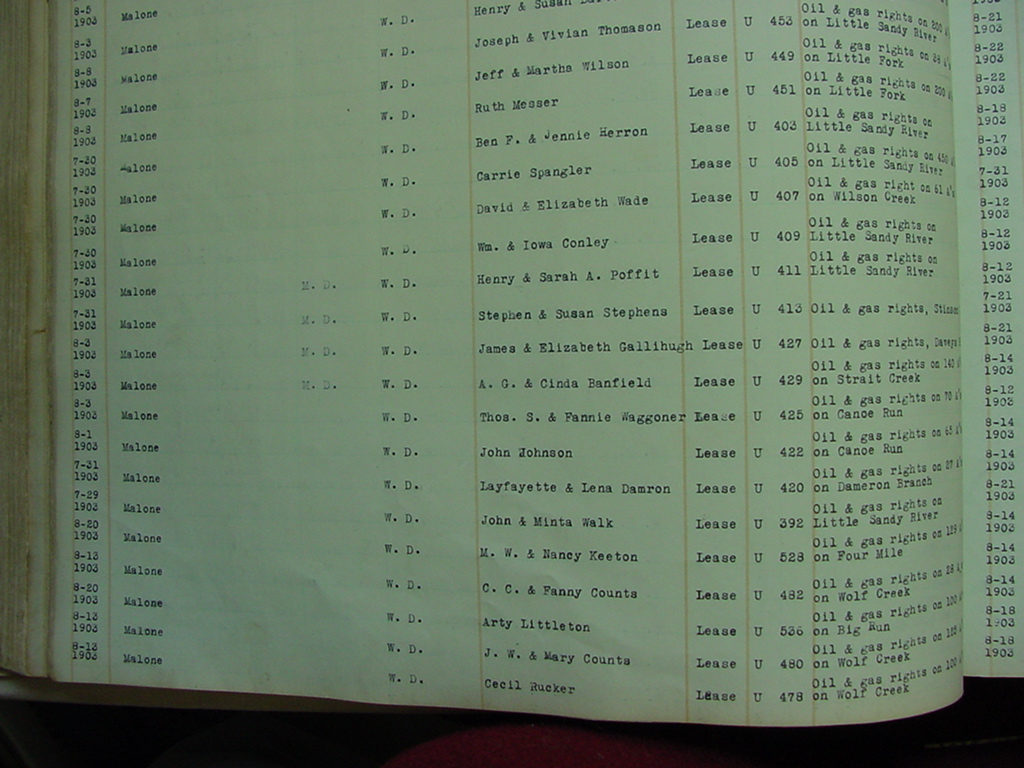 8-5
1903 Malone
8-3 W. D. Henry & Susan 8-21
1903 Malone 1903
8-8 W. D. Joseph & Vivian Thomason Lease U 453 Oil & gas rights on 200 8-22
1903 Malone on Little Sandy River 1903
8-7 W. D. Jeff & Martha Wilson Lease U 449 Oil & gas rights on 8-22
1903 Malone on Little Fork 1903
8-3 W. D. Ruth Messer Lease U 451 Oil & gas rights on 200 8-18
1903 Malone on Little Fork 1903
7-30 W. D. Ben F. & Jennie Herron Lease U 403 Oil & gas rights on 8-17
1903 Malone Little Sandy River 1903
7-30 W. D. Carrie Spangler Lease U 405 Oil & gas rights on 450 7-31
1903 Malone on Little Sandy River 1903
7-30 W. D. David & Elizabeth Wade Lease U 407 Oil & gas right on 61 A's 8-12
1903 Malone on Wilson Creek 1903
7-30 W. D. Wm. & Iowa Conley Lease U 409 Oil & gas rights on 8-12
1903 Malone Little Sandy River 1903
7-31 M. D. W. D. Henry & Sarah A. Poffit Lease U 411 Oil & gas rights on 8-12
1903 Malone Little Sandy River 1903
7-31 M. D. W. D. Stephen & Susan Stephens Lease U 413 Oil & gas rights, 7-21
1903 Malone 1903
8-3 M. D. W. D. James & Elizabeth Gallihugh Lease U 427 Oil & gas rights, 8-21
1903 Malone 1903
8-3 M. D. W. D. A. G. & Cinda Banfield Lease U 429 Oil & gas rights on 140 8-14
1903 Malone on Strait Creek 1903
8-3 W. D. Thos. S. & Fannie Waggoner Lease U 425 Oil & gas rights on 70 A's 8-12
1903 Malone on Canoe Run 1903
8-1 W. D. John Johnson Lease U 422 Oil & gas rights on 65 8-14
1903 Malone on Canoe Run 1903
7-31 W. D. Layfayette & Lena Damron Lease U 420 Oil & gas rights on 27 8-14
1903 Malone on Dameron Branch 1903
7-29 W. D. John & Minta Walk Lease U 392 Oil & gas rights on 8-21
1903 Malone Little Sandy River 1903
8-20 W. D. M. W. & Nancy Keeton Lease U 528 Oil & gas rights on 8-14
1903 Malone on Four Mile 1903
8-13 W. D. C. C. & Fanny Counts Lease U 482 Oil & gas rights on 28 8-14
1903 Malone on Wolf Creek 1903
8-20 W. D. Arty Littleton Lease U 536 Oil & gas rights on 100 8-14
1903 Malone on Big Run 1903
8-13 W. D. J. W. & Mary Counts Lease U 480 Oil & gas rights on 8-18
1903 Malone on Wolf Creek 1903
8-13 W. D. Cecil Rucker Lease U 478 Oil & gas rights on 100 8-18
1903 Malone on Wolf Creek 1903